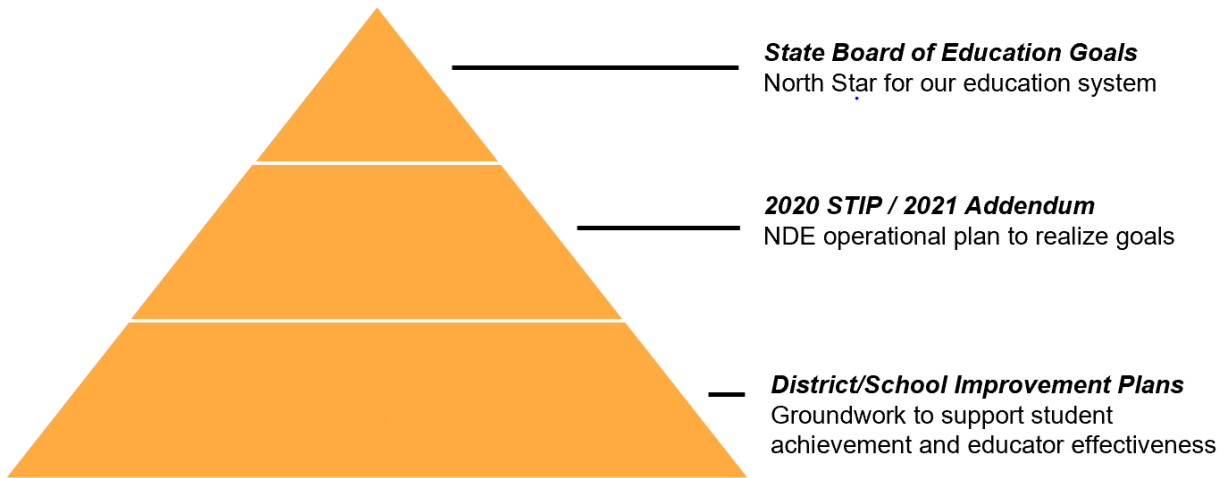 State Board of Education Goals
North Star for our education system
2020 STIP / 2021 Addendum
NDE operational plan to realize goals
District/School Improvement Plans
Groundwork to support student
achievement and educator effectiveness